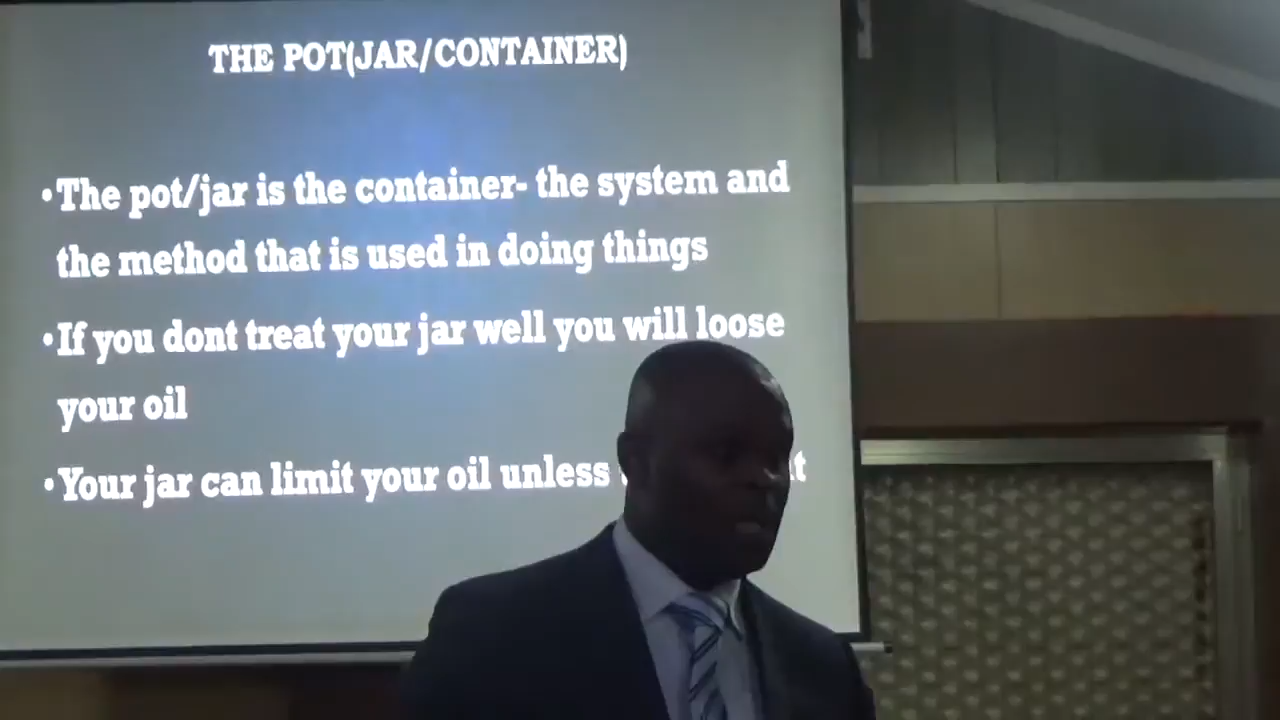 THE POT(JAR/CONTAINER)
•The pot/jar is the container- the system and
the method that is used in doing things
•If you dont treat your jar well you will loose
your oil
•Your jar can limit your oil unless